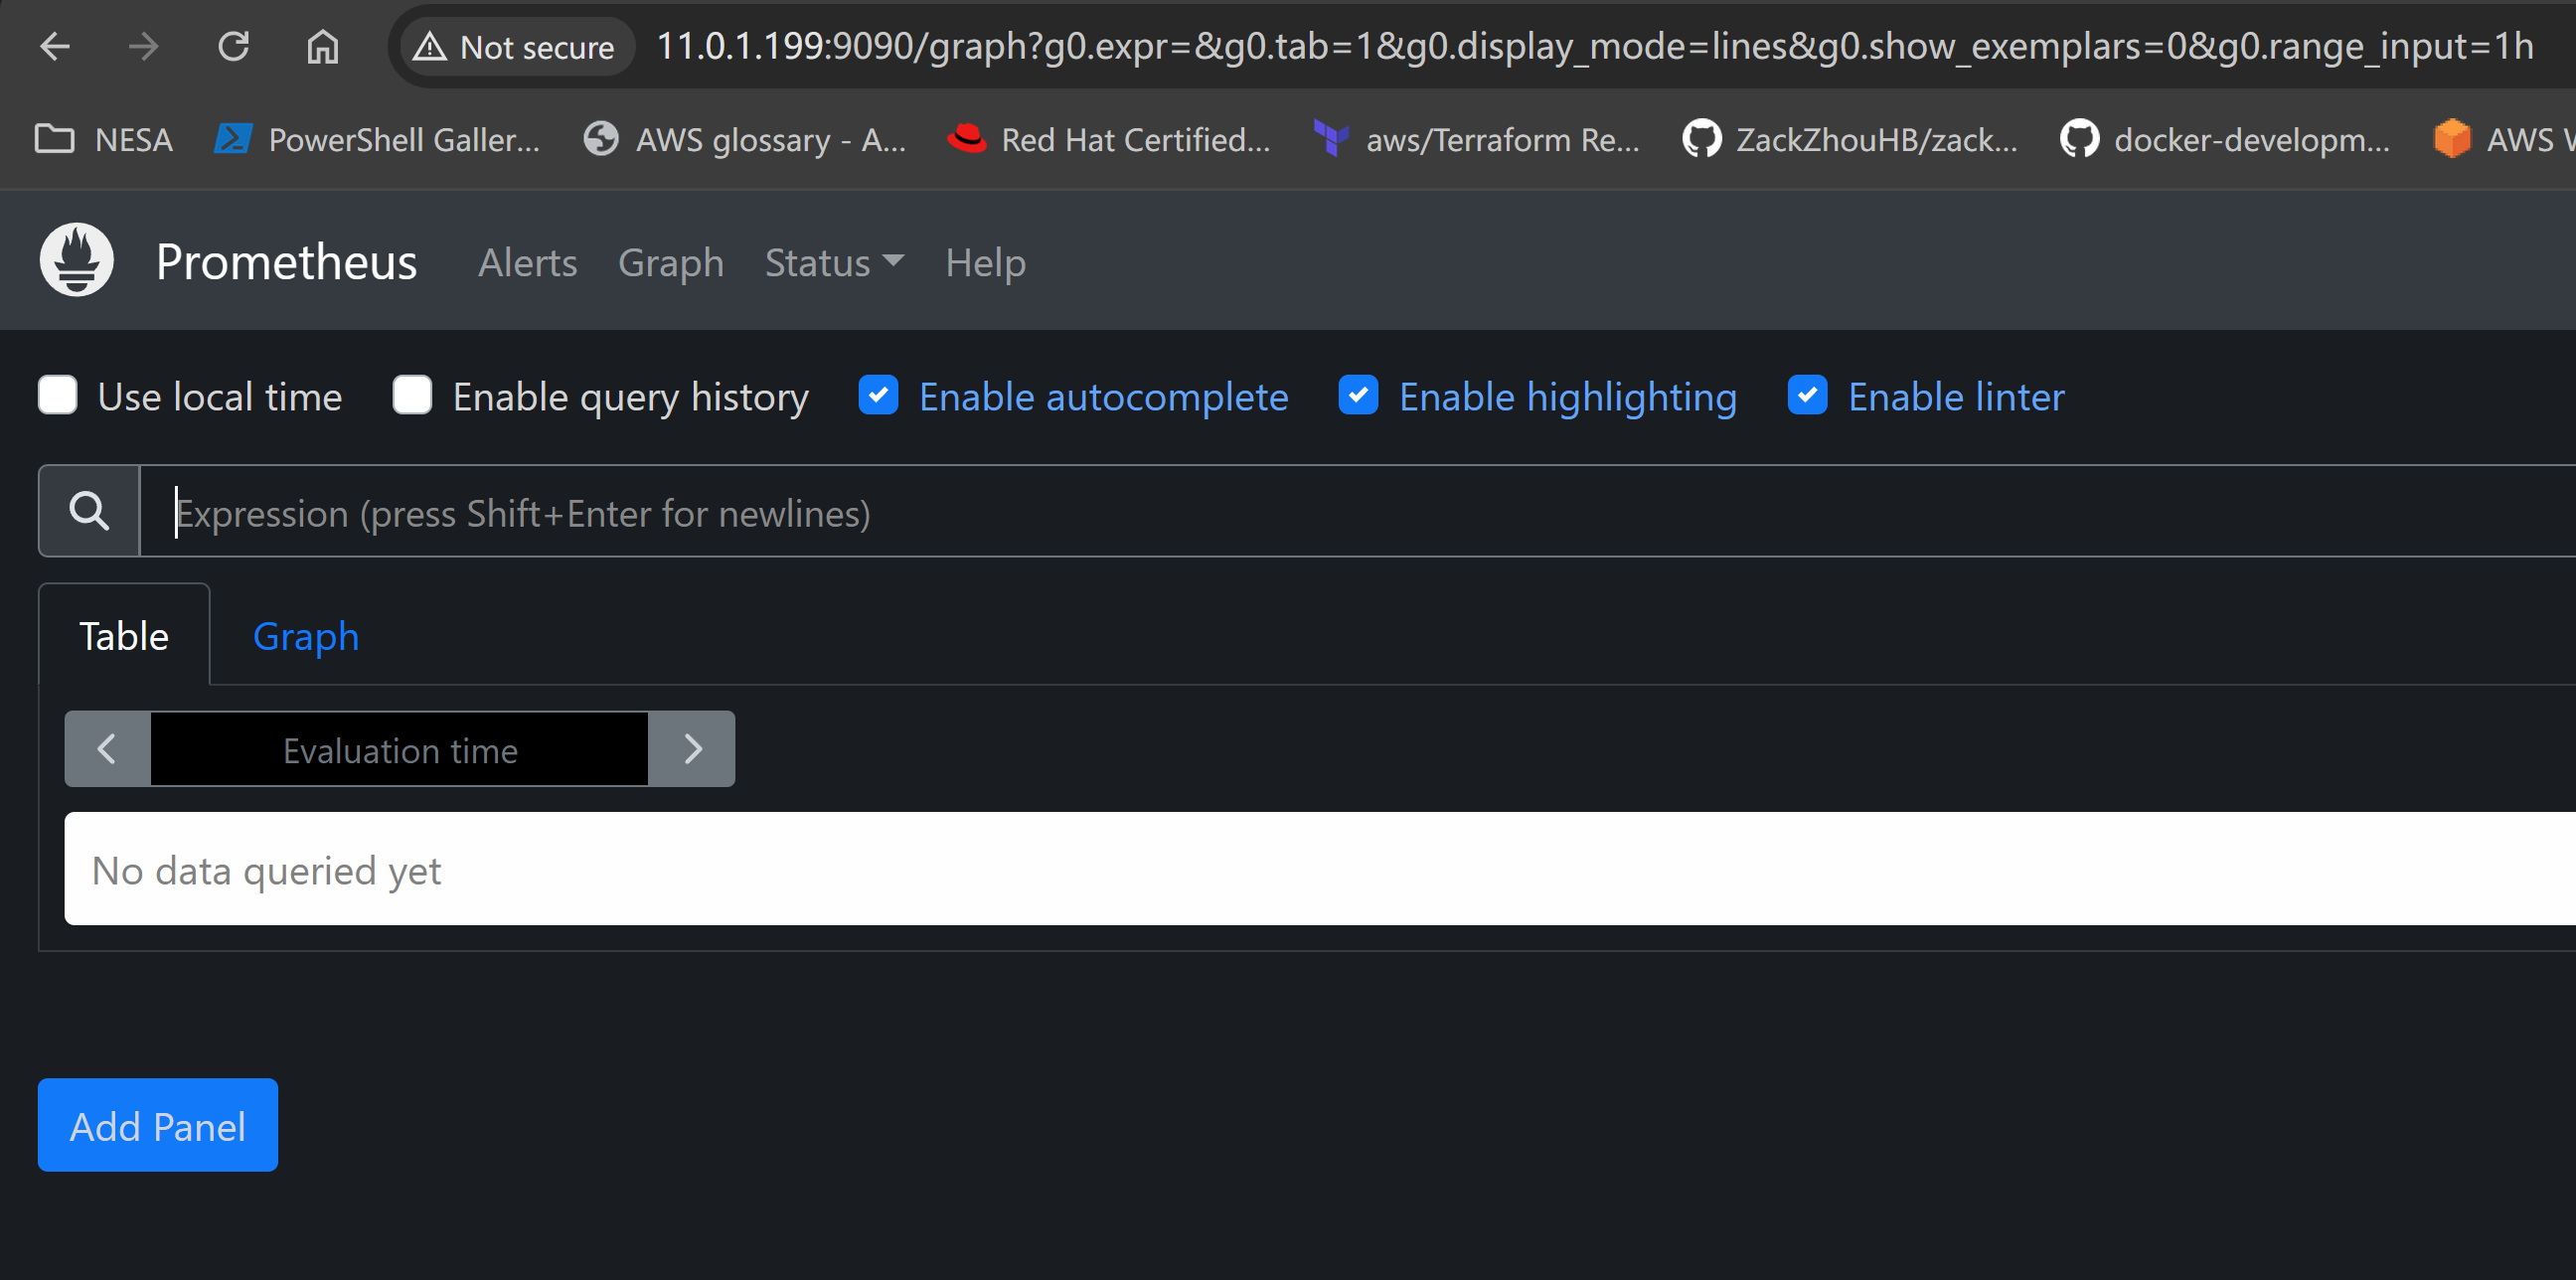 Not secure 11.0.1.199:9090/graph?g0.expr=&g0.tab=1&g0.display_mode=lines&g0.show_exemplars=0&g0.range_input=1h
NESA PowerShell Galler... AWS glossary - A... Red Hat Certified... aws/Terraform Re... ZackZhouHB/zack... docker-developm... AWS
Prometheus Alerts Graph Status Help
Use local time Enable query history Enable autocomplete Enable highlighting Enable linter
Expression (press Shift+Enter for newlines)
Table Graph
Evaluation time
No data queried yet
Add Panel